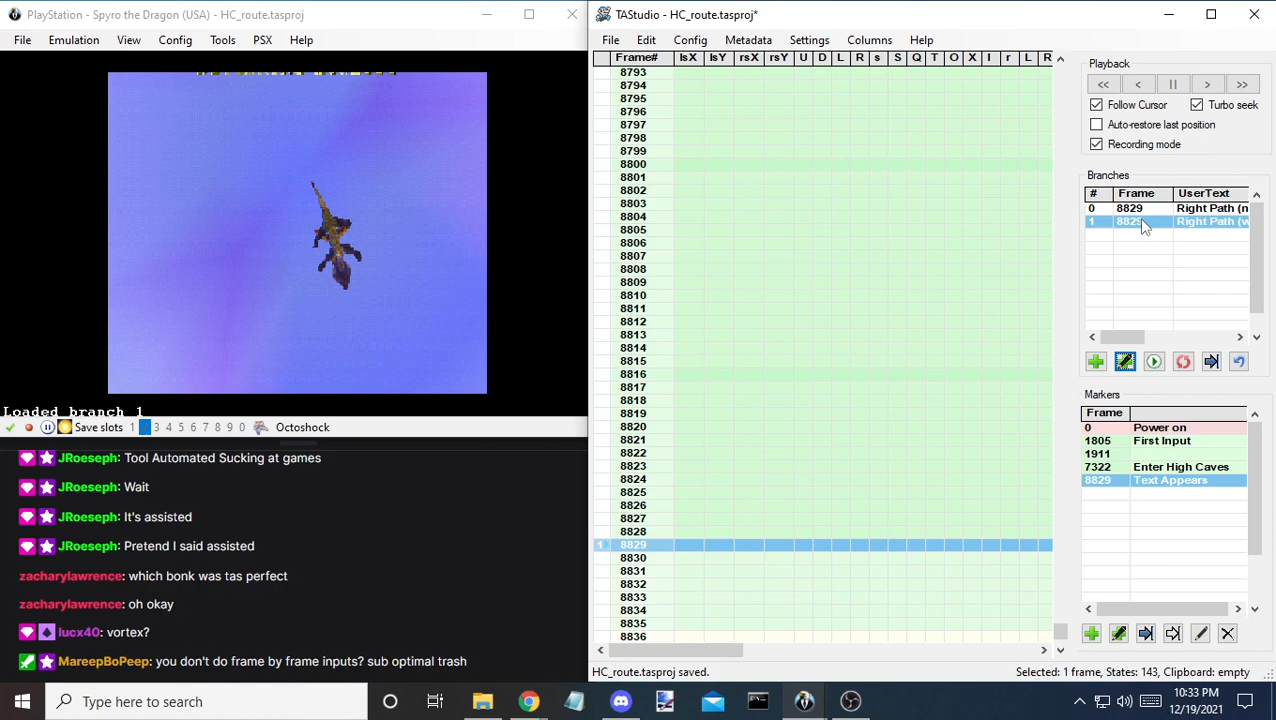 PlayStation - Spyro the Dragon (USA) - HC_route.tasproj
File Emulation View Config Tools PSX Help
Loaded branch 1
Save slots 1 3 4 5 6 7 8 9 0 Octoshock
JRoeseph: Tool Automated Sucking at games
JRoeseph: Wait
JRoeseph: It's assisted
JRoeseph: Pretend I said assisted
zacharylawrence: which bonk was tas perfect
zacharylawrence: oh okay
lucx40: vortex?
MareepBoPeep: you don't do frame by frame inputs? sub optimal trash
TAStudio - HC_route.tasproj*
File Edit Config Metadata Settings Columns Help
Frame# lsX lsY rsX rsY U D L R s S Q T O X l r L R
8793
8794
8795
8796
8797
8798
8799
8800
8801
8802
8803
8804
8805
8806
8807
8808
8809
8810
8811
8812
8813
8814
8815
8816
8817
8818
8819
8820
8821
8822
8823
8824
8825
8826
8827
8828
8829
8830
8831
8832
8833
8834
8835
8836
HC_route.tasproj saved.
Selected: 1 frame, States: 143, Clipboard: empty
Playback
<< < || > >>
Follow Cursor Turbo seek
Auto-restore last position
Recording mode
Branches
# Frame UserText
0 8829 Right Path (n
1 8829 Right Path (w
Markers
Frame
0 Power on
1805 First Input
1911
7322 Enter High Caves
8829 Text Appears
Type here to search
10:33 PM
12/19/2021